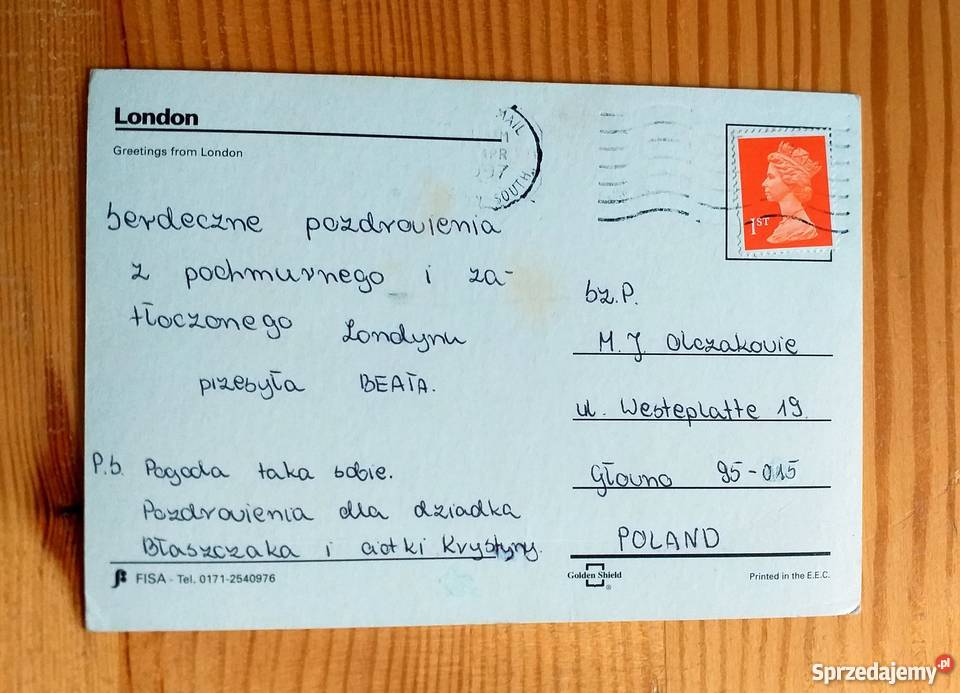 London
Greetings from London
MAIL
APR
SOUTH
1ST
Serdeczne pozdrowienia
z pochmurnego i za-
tłoczonego Londynu
przesyła BEATA.
P.S. Pogoda taka sobie.
Pozdrowienia dla dziadka
Błaszczaka i ciotki Krystyny.
FISA - Tel. 0171-2540976
Sz.P.
M. J. Olczakowie
ul. Westeplatte 19.
Głowno 95-015
POLAND
Golden Shield
®
Printed in the E.E.C.
Sprzedajemy.pl